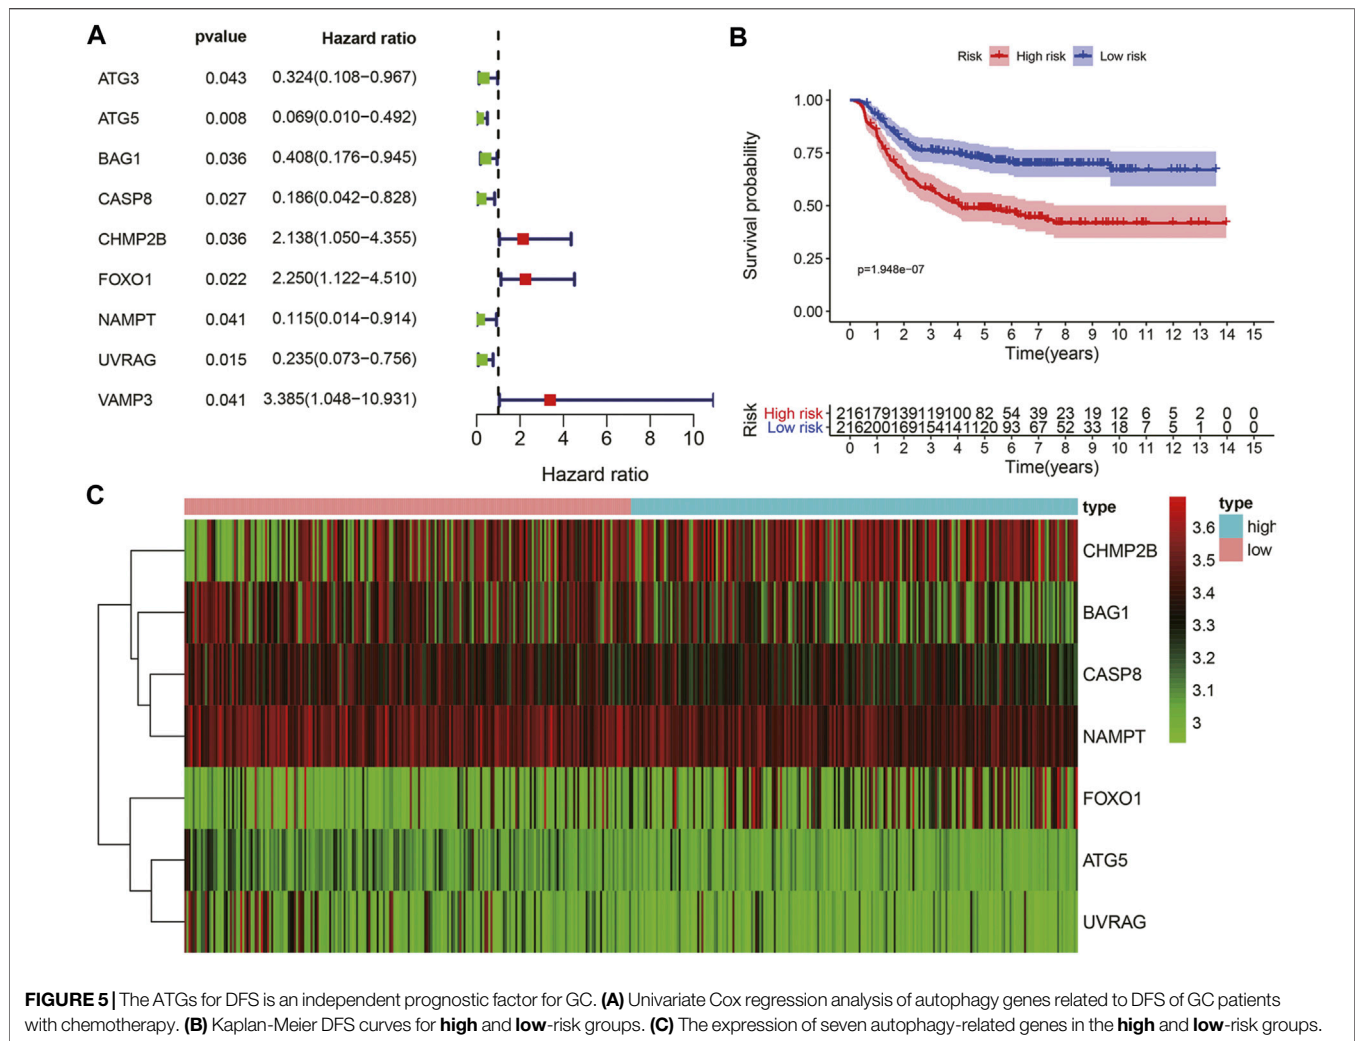 A
pvalue Hazard ratio
ATG3 0.043 0.324(0.108−0.967)
ATG5 0.008 0.069(0.010−0.492)
BAG1 0.036 0.408(0.176−0.945)
CASP8 0.027 0.186(0.042−0.828)
CHMP2B 0.036 2.138(1.050−4.355)
FOXO1 0.022 2.250(1.122−4.510)
NAMPT 0.041 0.115(0.014−0.914)
UVRAG 0.015 0.235(0.073−0.756)
VAMP3 0.041 3.385(1.048−10.931)
0 2 4 6 8 10
Hazard ratio
B
Risk High risk Low risk
Survival probability
1.00
0.75
0.50
0.25
0.00
p=1.948e−07
0 1 2 3 4 5 6 7 8 9 10 11 12 13 14 15
Time(years)
Risk
High risk 216 179 139 119 100 82 54 39 23 19 12 6 5 2 0 0
Low risk 216 200 169 154 141 120 93 67 52 33 18 7 5 1 0 0
0 1 2 3 4 5 6 7 8 9 10 11 12 13 14 15
Time(years)
C
type
CHMP2B
BAG1
CASP8
NAMPT
FOXO1
ATG5
UVRAG
3.6
3.5
3.4
3.3
3.2
3.1
3
type
high
low
FIGURE 5 | The ATGs for DFS is an independent prognostic factor for GC. (A) Univariate Cox regression analysis of autophagy genes related to DFS of GC patients
with chemotherapy. (B) Kaplan-Meier DFS curves for high and low-risk groups. (C) The expression of seven autophagy-related genes in the high and low-risk groups.